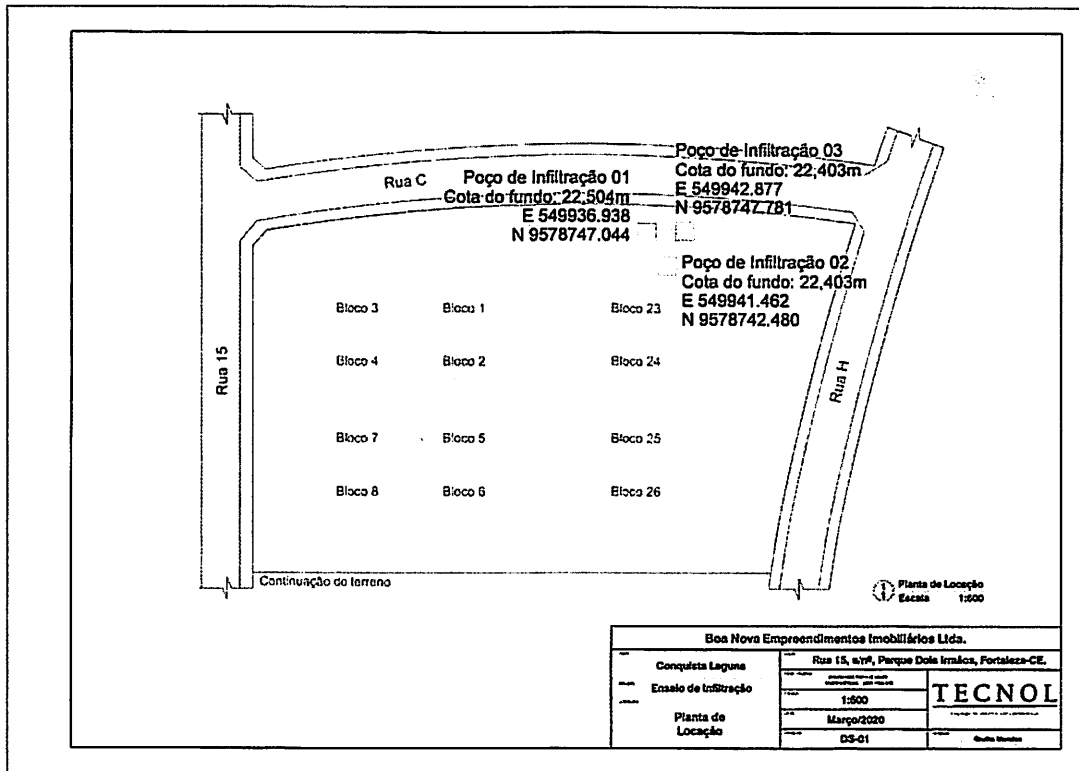 Poço de Infiltração 03
Cota do fundo: 22,403m
E 549942.877
N 9578747.781
Rua C
Poço de Infiltração 01
Cota do fundo: 22,504m
E 549936.938
N 9578747.044
Poço de Infiltração 02
Cota do fundo: 22,403m
E 549941.462
N 9578742.480
Bloco 3
Bloco 1
Bloco 23
Rua 15
Bloco 4
Bloco 2
Bloco 24
Rua H
Bloco 7
Bloco 5
Bloco 25
Bloco 8
Bloco 6
Bloco 26
Continuação do terreno
Planta de Locação
Escala 1:600
Boa Nova Empreendimentos Imobiliários Ltda.
Conquista Laguna
Rua 15, s/nº, Parque Dois Irmãos, Fortaleza-CE.
Ensaio de Infiltração
1:600
TECNOL
Planta de
Locação
Março/2020
DS-01